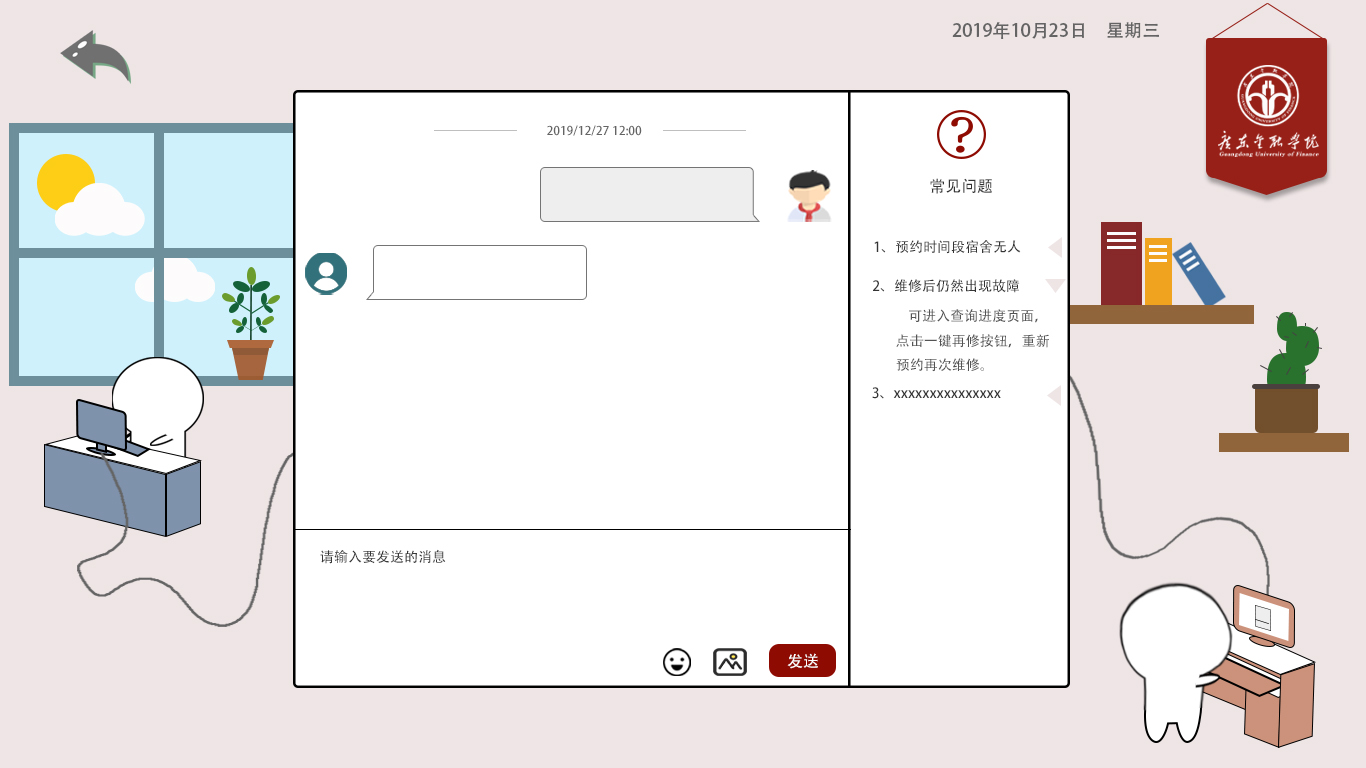 2019年10月23日 星期三
广东金融学院
Guangdong University of Finance
2019/12/27 12:00
请输入要发送的消息
发送
?
常见问题
1、预约时间段宿舍无人
2、维修后仍然出现故障
可进入查询进度页面，
点击一键再修按钮，重新
预约再次维修。
3、xxxxxxxxxxxxxxx